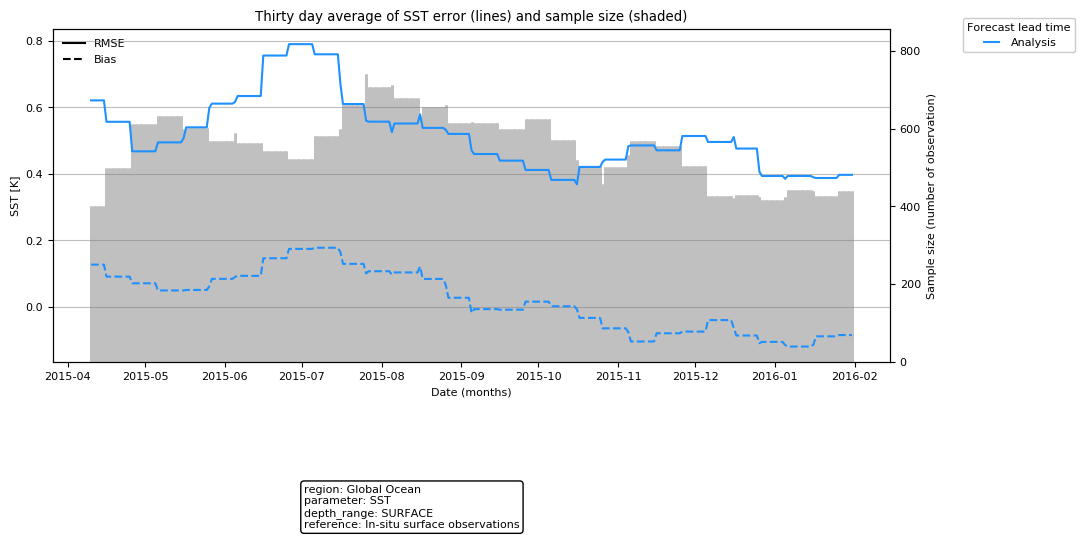 Thirty day average of SST error (lines) and sample size (shaded)
Forecast lead time
Analysis
RMSE
Bias
0.8
0.6
0.4
0.2
0.0
SST [K]
800
600
400
200
0
Sample size (number of observation)
2015-04 2015-05 2015-06 2015-07 2015-08 2015-09 2015-10 2015-11 2015-12 2016-01 2016-02
Date (months)
region: Global Ocean
parameter: SST
depth_range: SURFACE
reference: In-situ surface observations